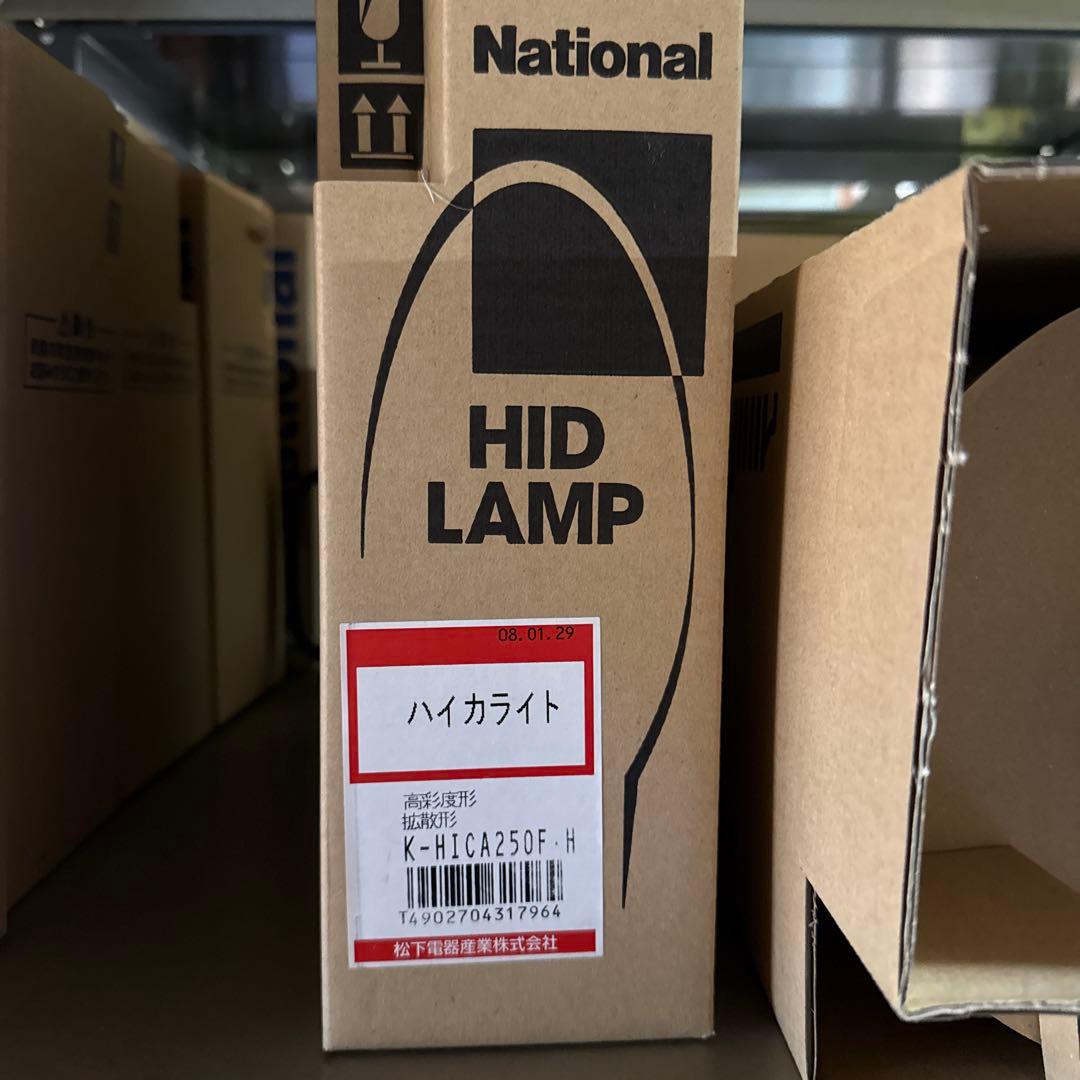 National
HID
LAMP
08.01.29
ハイカライト
高彩度形
拡散形
K-HICA250F·H
T4902704317964
松下電器産業株式会社